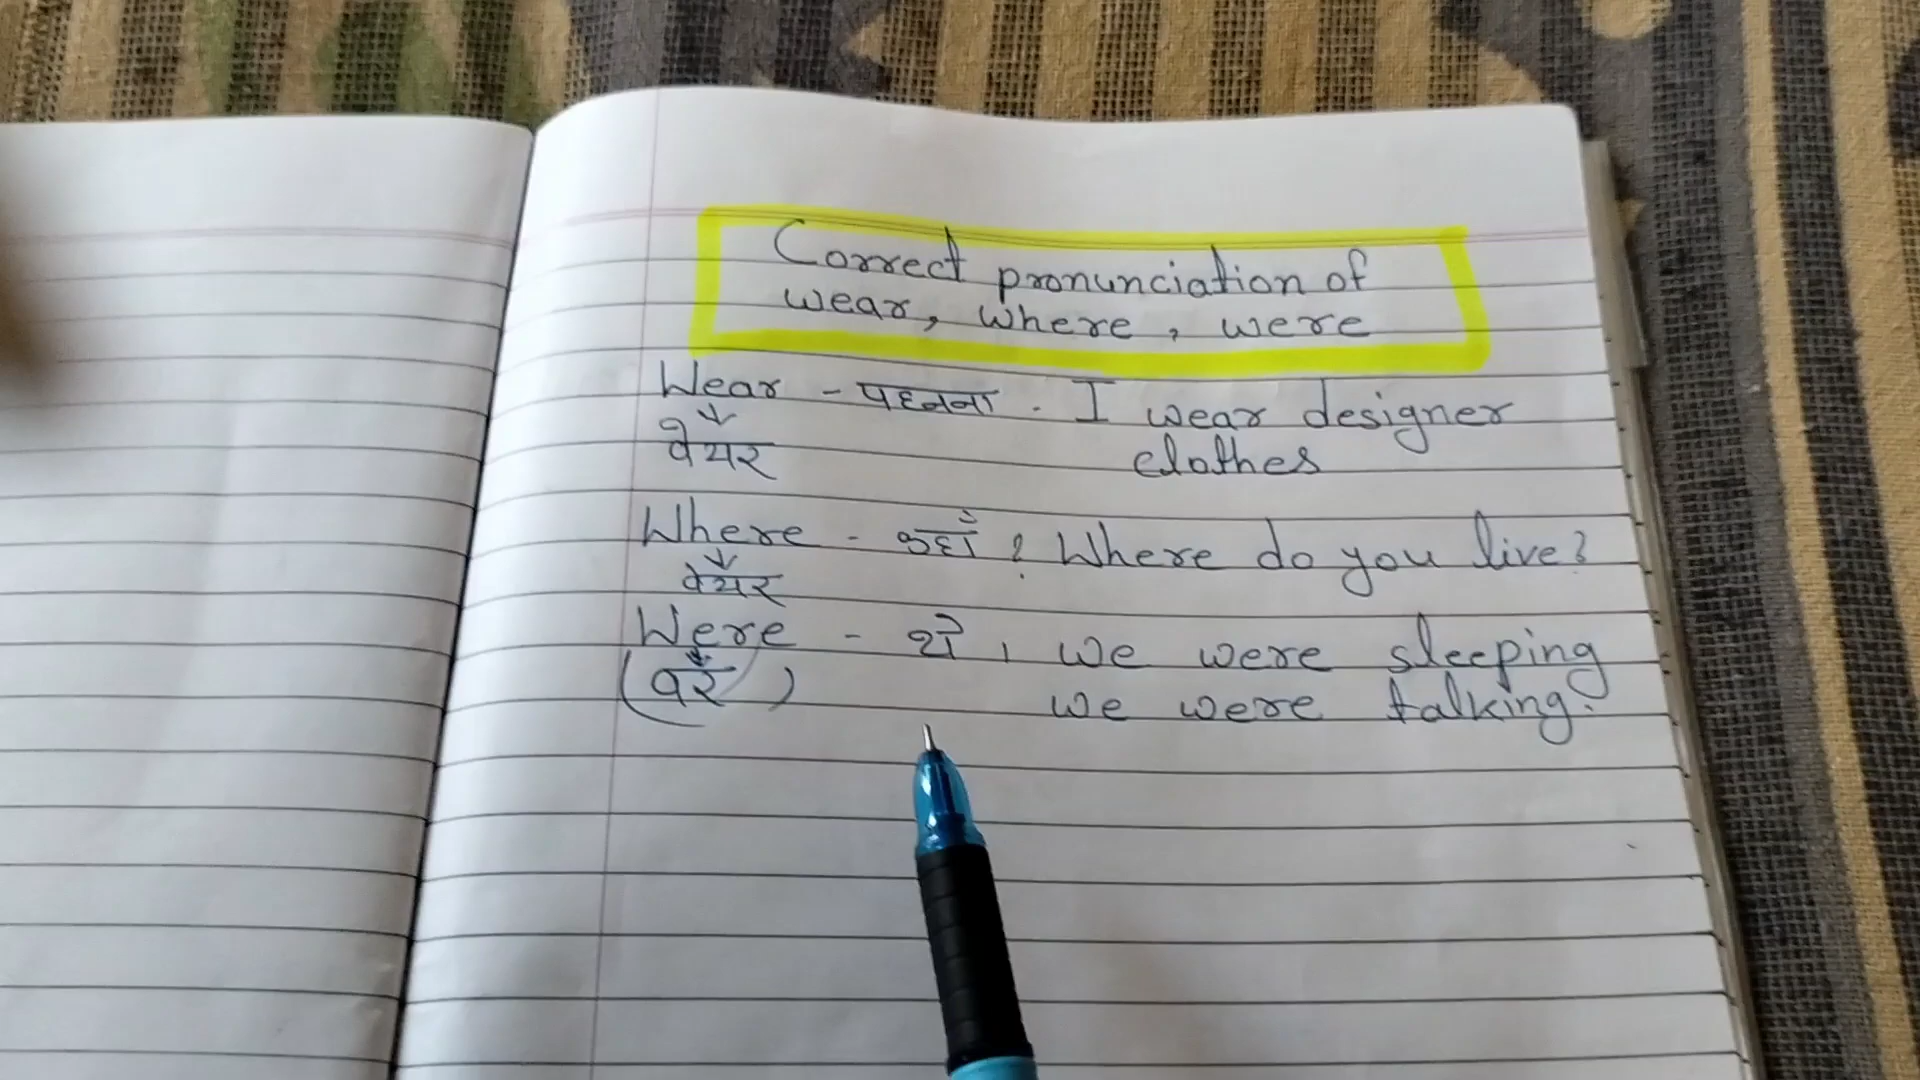 Correct pronunciation of
wear, where, were
Wear - पहनना . I wear designer
वेयर clothes
Where - कहाँ ? Where do you live?
वेयर
Were - थे , we were sleeping
(वर) we were talking.